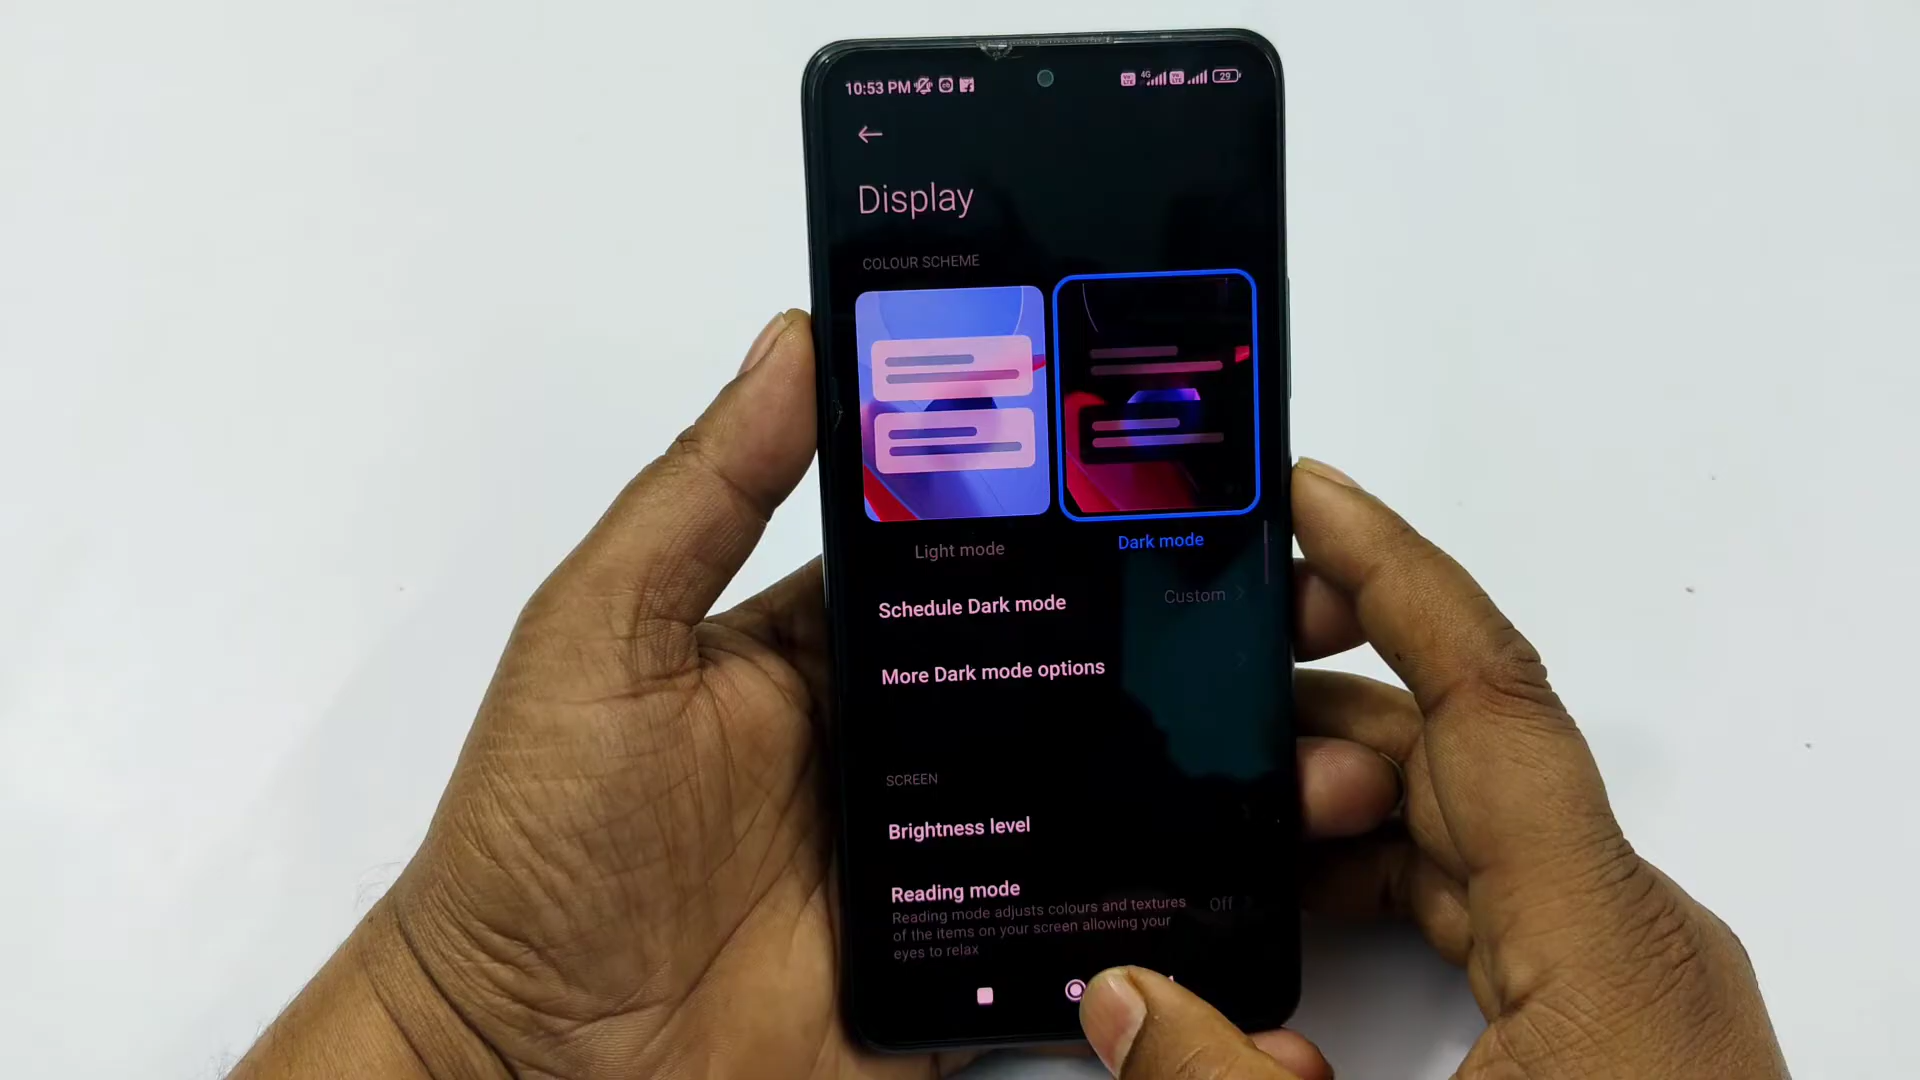 10:53 PM 4G 29
Display
COLOUR SCHEME
Light mode
Dark mode
Schedule Dark mode
Custom
More Dark mode options
SCREEN
Brightness level
Reading mode
Reading mode adjusts colours and textures
of the items on your screen allowing your
eyes to relax
Off